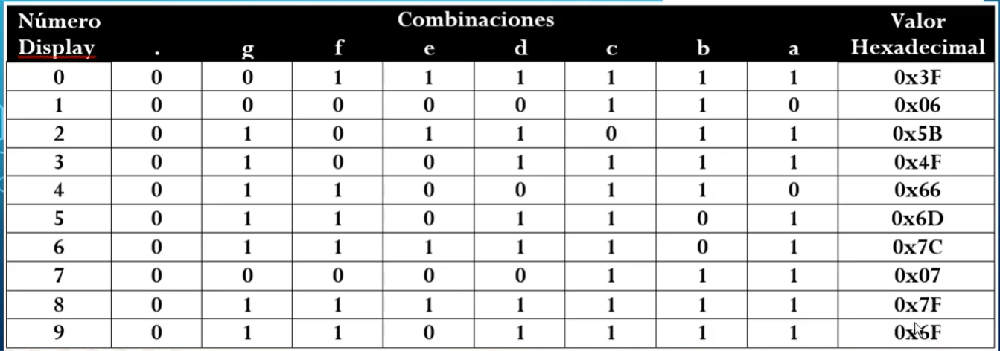 Número Display Combinaciones Valor Hexadecimal
. g f e d c b a
0 0 0 1 1 1 1 1 1 0x3F
1 0 0 0 0 0 1 1 0 0x06
2 0 1 0 1 1 0 1 1 0x5B
3 0 1 0 0 1 1 1 1 0x4F
4 0 1 1 0 0 1 1 0 0x66
5 0 1 1 0 1 1 0 1 0x6D
6 0 1 1 1 1 1 0 1 0x7C
7 0 0 0 0 0 1 1 1 0x07
8 0 1 1 1 1 1 1 1 0x7F
9 0 1 1 0 1 1 1 1 0x6F